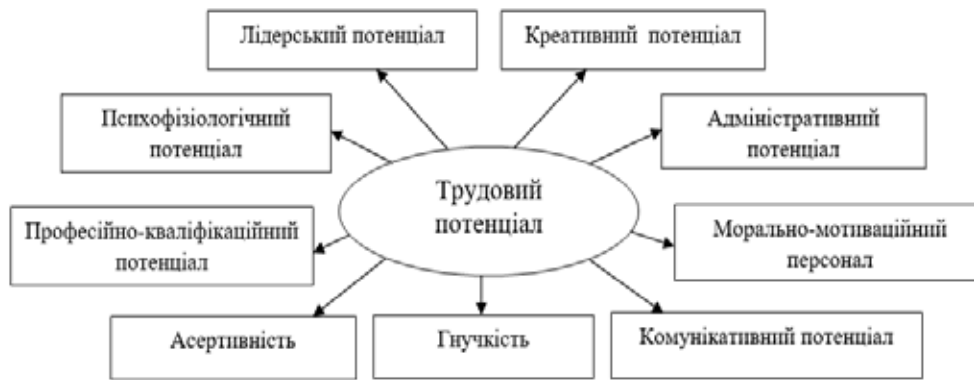 Лідерський потенціал
Креативний потенціал
Психофізіологічний
потенціал
Адміністративний
потенціал
Трудовий
потенціал
Професійно-кваліфікаційний
потенціал
Морально-мотиваційний
персонал
Асертивність
Гнучкість
Комунікативний потенціал